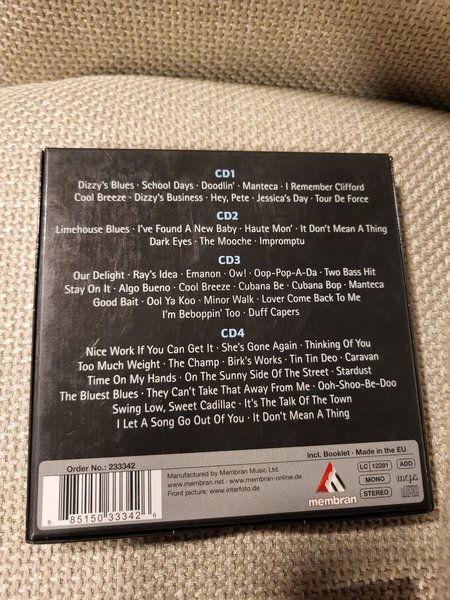 CD1
Dizzy's Blues · School Days · Doodlin' · Manteca · I Remember Clifford
Cool Breeze · Dizzy's Business · Hey, Pete · Jessica's Day · Tour De Force
CD2
Limehouse Blues · I've Found A New Baby · Haute Mon' · It Don't Mean A Thing
Dark Eyes · The Mooche · Impromptu
CD3
Our Delight · Ray's Idea · Emanon · Ow! · Oop-Pop-A-Da · Two Bass Hit
Stay On It · Algo Bueno · Cool Breeze · Cubana Be · Cubana Bop · Manteca
Good Bait · Ool Ya Koo · Minor Walk · Lover Come Back To Me
I'm Beboppin' Too · Duff Capers
CD4
Nice Work If You Can Get It · She's Gone Again · Thinking Of You
Too Much Weight · The Champ · Birk's Works · Tin Tin Deo · Caravan
Time On My Hands · On The Sunny Side Of The Street · Stardust
The Bluest Blues · They Can't Take That Away From Me · Ooh-Shoo-Be-Doo
Swing Low, Sweet Cadillac · It's The Talk Of The Town
I Let A Song Go Out Of You · It Don't Mean A Thing
incl. Booklet · Made in the EU
Order No.: 233342
8 85150 33342 6
Manufactured by Membran Music Ltd.
www.membran.net · www.membran-online.de
Front picture: www.interfoto.de
membran
LC 12281
ADD
MONO
STEREO
mcps